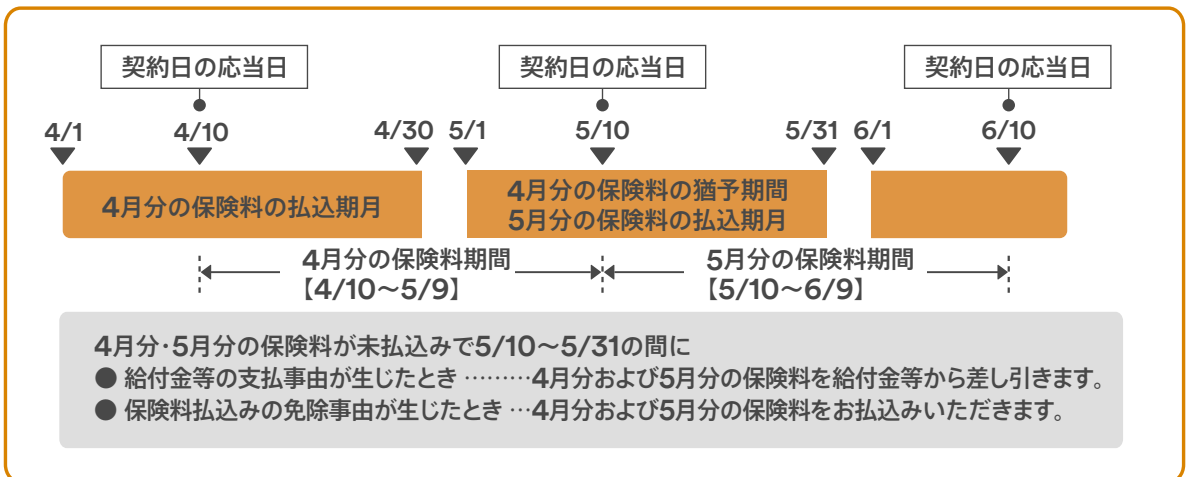 契約日の応当日
契約日の応当日
契約日の応当日
4/1
4/10
4/30
5/1
5/10
5/31
6/1
6/10
4月分の保険料の払込期月
4月分の保険料の猶予期間
5月分の保険料の払込期月
4月分の保険料期間
【4/10～5/9】
5月分の保険料期間
【5/10～6/9】
4月分・5月分の保険料が未払込みで5/10～5/31の間に
● 給付金等の支払事由が生じたとき ………4月分および5月分の保険料を給付金等から差し引きます。
● 保険料払込みの免除事由が生じたとき …4月分および5月分の保険料をお払込みいただきます。